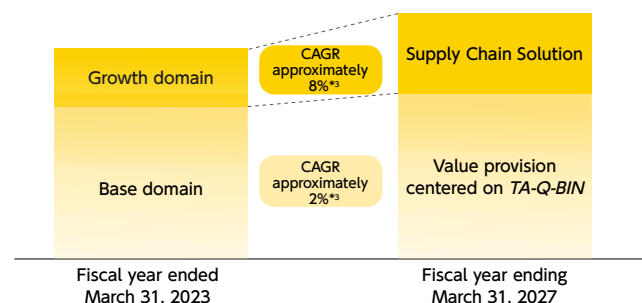 Growth domain
CAGR
approximately
8%*3
Supply Chain Solution
Base domain
CAGR
approximately
2%*3
Value provision
centered on TA-Q-BIN
Fiscal year ended
March 31, 2023
Fiscal year ending
March 31, 2027